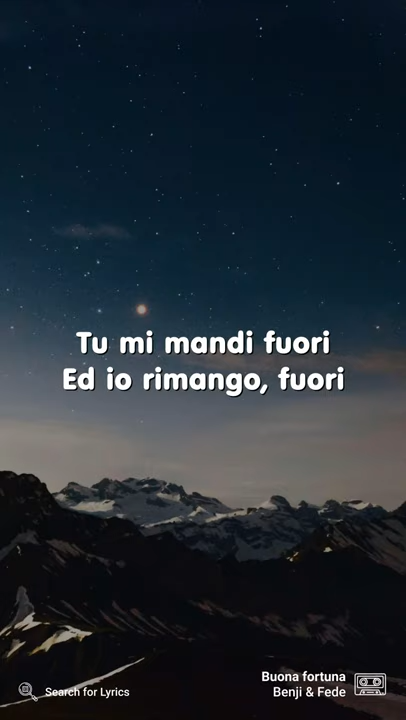 Tu mi mandi fuori
Ed io rimango, fuori
Buona fortuna
Search for Lyrics
Benji & Fede